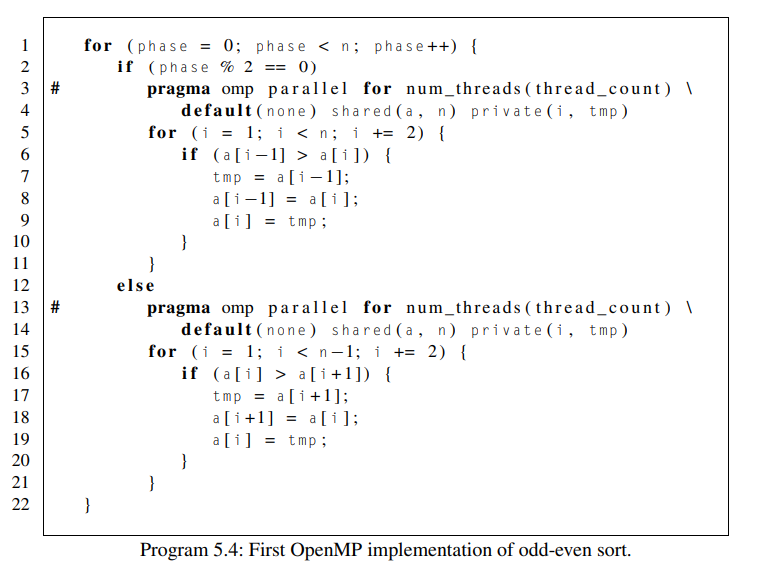 1 for (phase = 0; phase < n; phase++) {
2 if (phase % 2 == 0)
3 # pragma omp parallel for num_threads(thread_count) \
4 default(none) shared(a, n) private(i, tmp)
5 for (i = 1; i < n; i += 2) {
6 if (a[i-1] > a[i]) {
7 tmp = a[i-1];
8 a[i-1] = a[i];
9 a[i] = tmp;
10 }
11 }
12 else
13 # pragma omp parallel for num_threads(thread_count) \
14 default(none) shared(a, n) private(i, tmp)
15 for (i = 1; i < n-1; i += 2) {
16 if (a[i] > a[i+1]) {
17 tmp = a[i+1];
18 a[i+1] = a[i];
19 a[i] = tmp;
20 }
21 }
22 }
Program 5.4: First OpenMP implementation of odd-even sort.